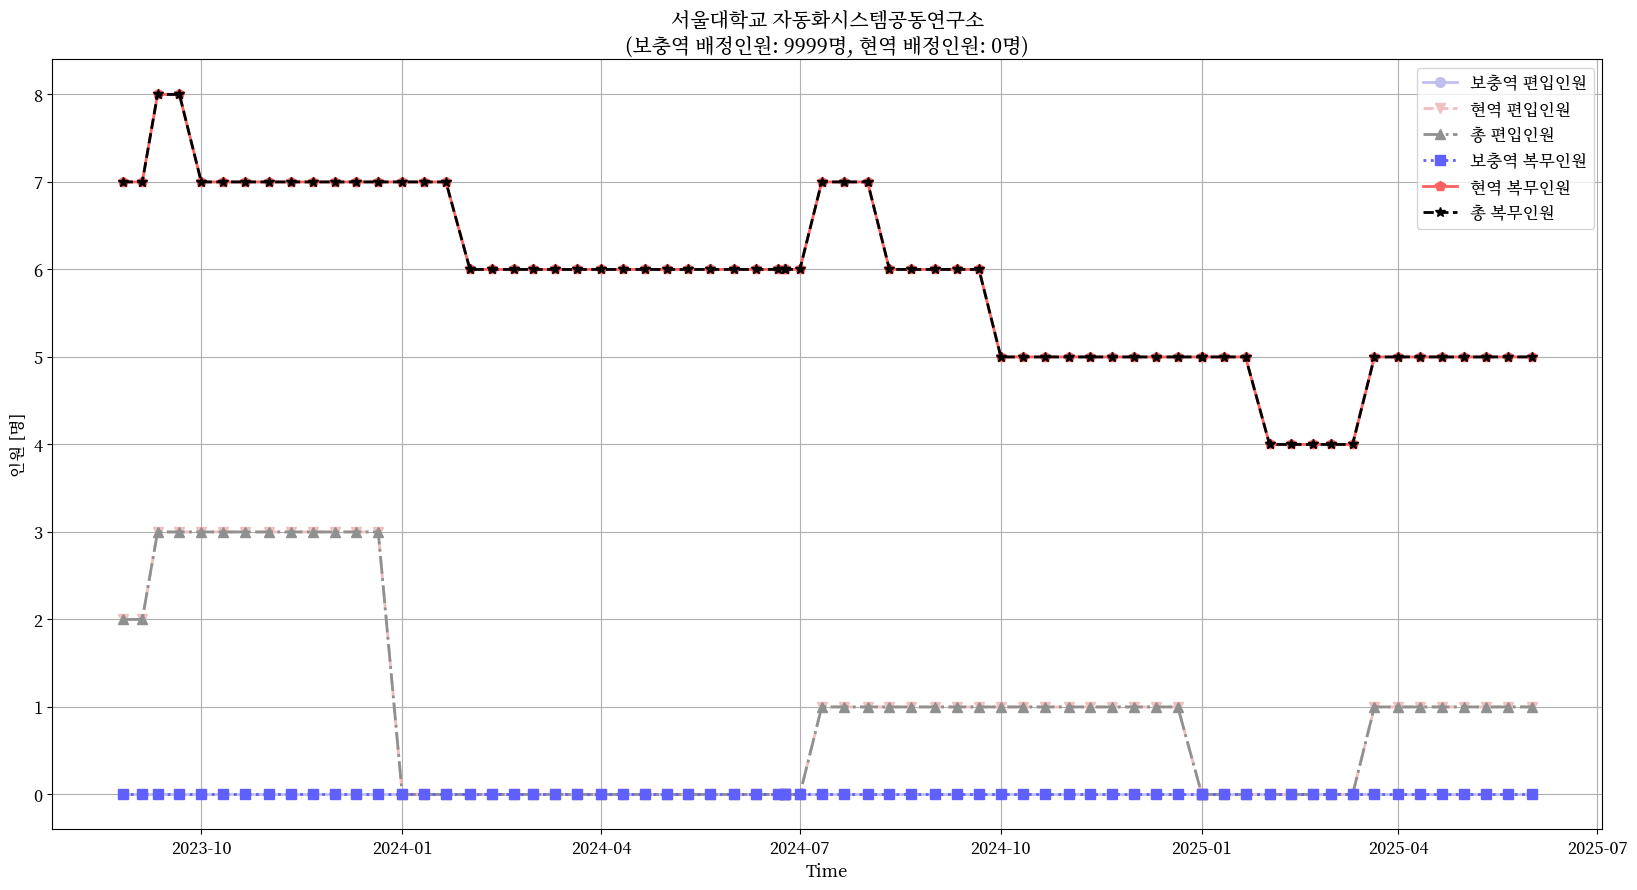 서울대학교 자동화시스템공동연구소
(보충역 배정인원: 9999명, 현역 배정인원: 0명)
보충역 편입인원
현역 편입인원
총 편입인원
보충역 복무인원
현역 복무인원
총 복무인원
8
7
6
5
4
3
2
1
0
인원 [명]
2023-10
2024-01
2024-04
2024-07
2024-10
2025-01
2025-04
2025-07
Time